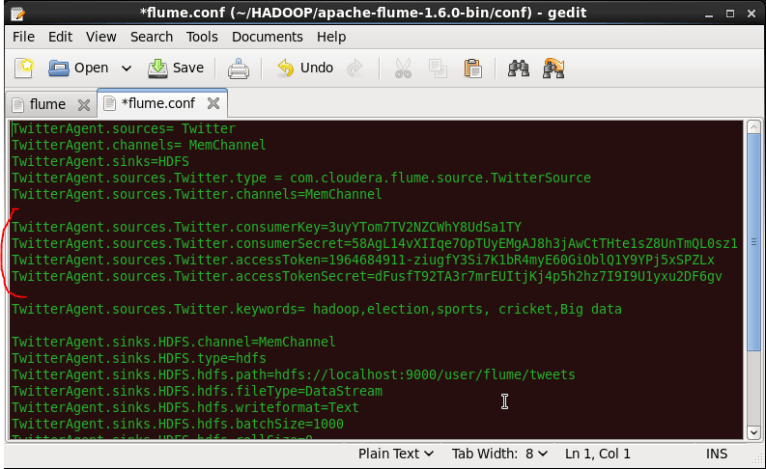 *flume.conf (~/HADOOP/apache-flume-1.6.0-bin/conf) - gedit
File Edit View Search Tools Documents Help
Open Save Undo
flume *flume.conf
TwitterAgent.sources= Twitter
TwitterAgent.channels= MemChannel
TwitterAgent.sinks=HDFS
TwitterAgent.sources.Twitter.type = com.cloudera.flume.source.TwitterSource
TwitterAgent.sources.Twitter.channels=MemChannel
TwitterAgent.sources.Twitter.consumerKey=3uyYTom7TV2NZCWhY8UdSa1TY
TwitterAgent.sources.Twitter.consumerSecret=58AgL14vXIIqe7OpTUyEMgAJ8h3jAwCtTHte1sZ8UnTmQL0sz1
TwitterAgent.sources.Twitter.accessToken=1964684911-ziugfY3Si7K1bR4myE60GiOblQ1Y9YPj5xSPZLx
TwitterAgent.sources.Twitter.accessTokenSecret=dFusfT92TA3r7mrEUItjKj4p5h2hz7I9I9U1yxu2DF6gv
TwitterAgent.sources.Twitter.keywords= hadoop,election,sports, cricket,Big data
TwitterAgent.sinks.HDFS.channel=MemChannel
TwitterAgent.sinks.HDFS.type=hdfs
TwitterAgent.sinks.HDFS.hdfs.path=hdfs://localhost:9000/user/flume/tweets
TwitterAgent.sinks.HDFS.hdfs.fileType=DataStream
TwitterAgent.sinks.HDFS.hdfs.writeformat=Text
TwitterAgent.sinks.HDFS.hdfs.batchSize=1000
Plain Text Tab Width: 8 Ln 1, Col 1 INS